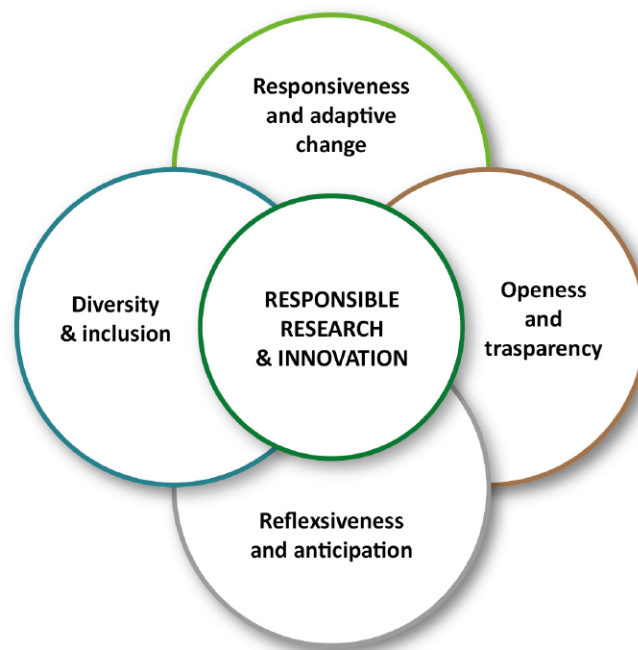 Responsiveness
and adaptive
change
Diversity
& inclusion
RESPONSIBLE
RESEARCH
& INNOVATION
Openess
and
trasparency
Reflexsiveness
and anticipation